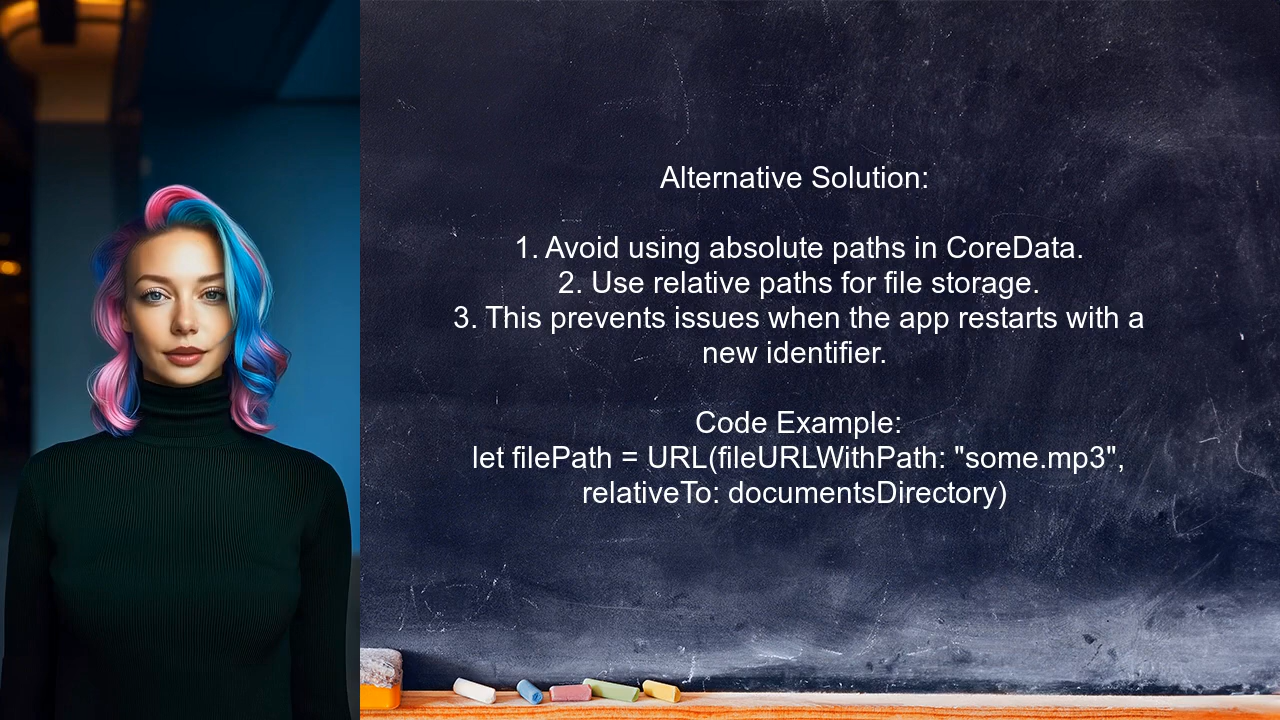 Alternative Solution:
1. Avoid using absolute paths in CoreData.
2. Use relative paths for file storage.
3. This prevents issues when the app restarts with a
new identifier.
Code Example:
let filePath = URL(fileURLWithPath: "some.mp3",
relativeTo: documentsDirectory)